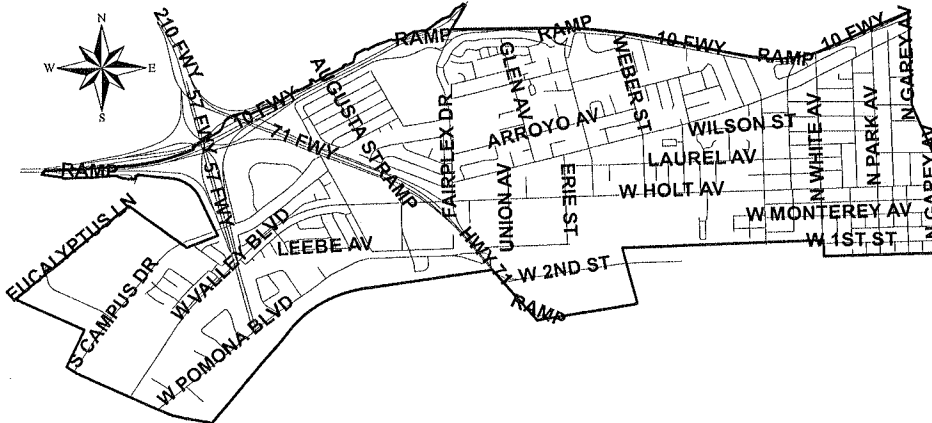 N
W
E
S
210 FWY
57 FWY
57 FWY
RAMP
10 FWY
71 FWY
AUGUSTA ST
RAMP
RAMP
FAIRPLEX DR
GLEN AV
RAMP
WEBER ST
10 FWY
RAMP
10 FWY
N GAREY AV
ARROYO AV
WILSON ST
LAUREL AV
W HOLT AV
N WHITE AV
N PARK AV
N GAREY AV
UNION AV
ERIE ST
W MONTEREY AV
W 1ST ST
HWY 71
W 2ND ST
RAMP
EUCALYPTUS LN
S CAMPUS DR
W VALLEY BLVD
LEEBE AV
W POMONA BLVD